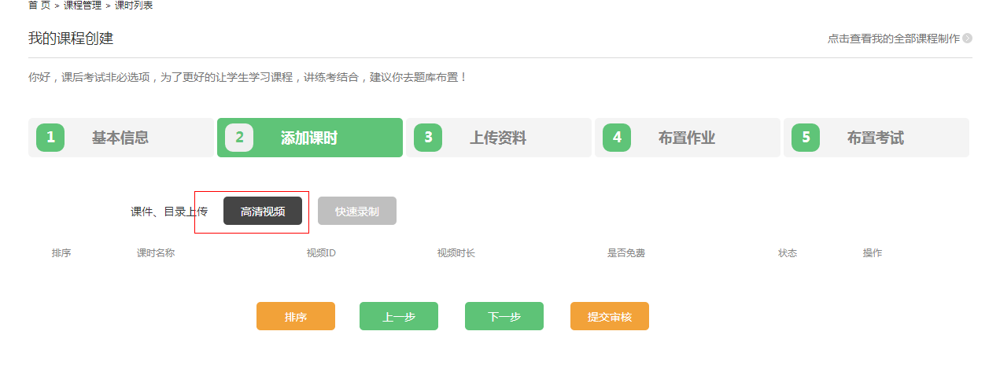 首 页 > 课程管理 > 课时列表
我的课程创建 点击查看我的全部课程制作
你好，课后考试非必选项，为了更好的让学生学习课程，讲练考结合，建议你去题库布置！
1 基本信息 2 添加课时 3 上传资料 4 布置作业 5 布置考试
课件、目录上传 高清视频 快速录制
排序 课时名称 视频ID 视频时长 是否免费 状态 操作
排序 上一步 下一步 提交审核